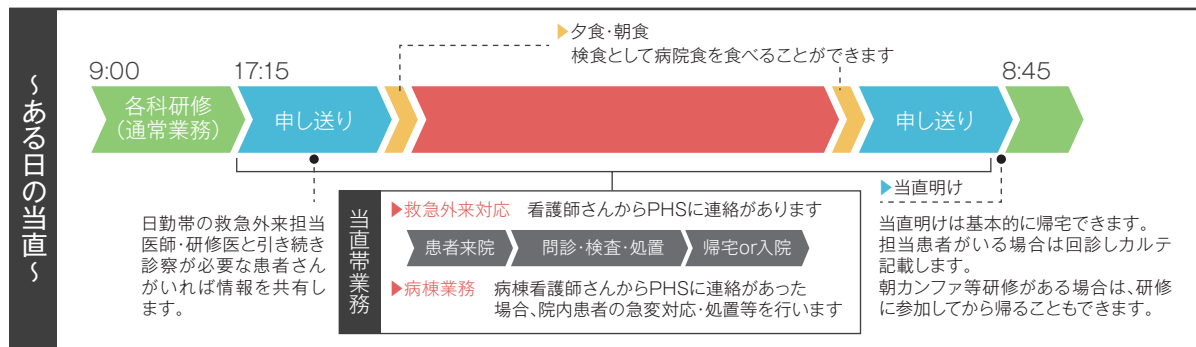 ～ある日の当直～
▶夕食・朝食
検食として病院食を食べることができます
9:00
17:15
8:45
各科研修
（通常業務）
申し送り
申し送り
日勤帯の救急外来担当
医師・研修医と引き続き
診察が必要な患者さん
がいれば情報を共有し
ます。
当直帯業務
▶救急外来対応 看護師さんからPHSに連絡があります
患者来院
問診・検査・処置
帰宅or入院
▶病棟業務 病棟看護師さんからPHSに連絡があった
場合、院内患者の急変対応・処置等を行います
▶当直明け
当直明けは基本的に帰宅できます。
担当患者がいる場合は回診しカルテ
記載します。
朝カンファ等研修がある場合は、研修
に参加してから帰ることもできます。